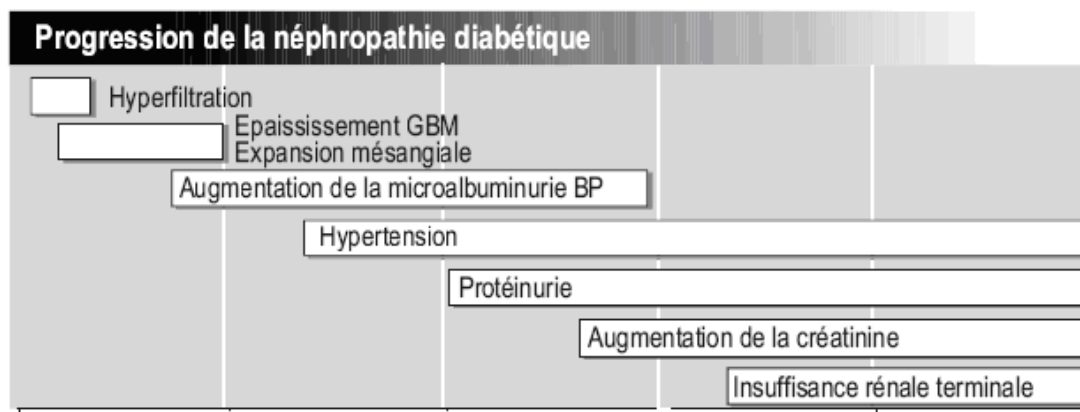 Progression de la néphropathie diabétique
Hyperfiltration
Epaississement GBM
Expansion mésangiale
Augmentation de la microalbuminurie BP
Hypertension
Protéinurie
Augmentation de la créatinine
Insuffisance rénale terminale